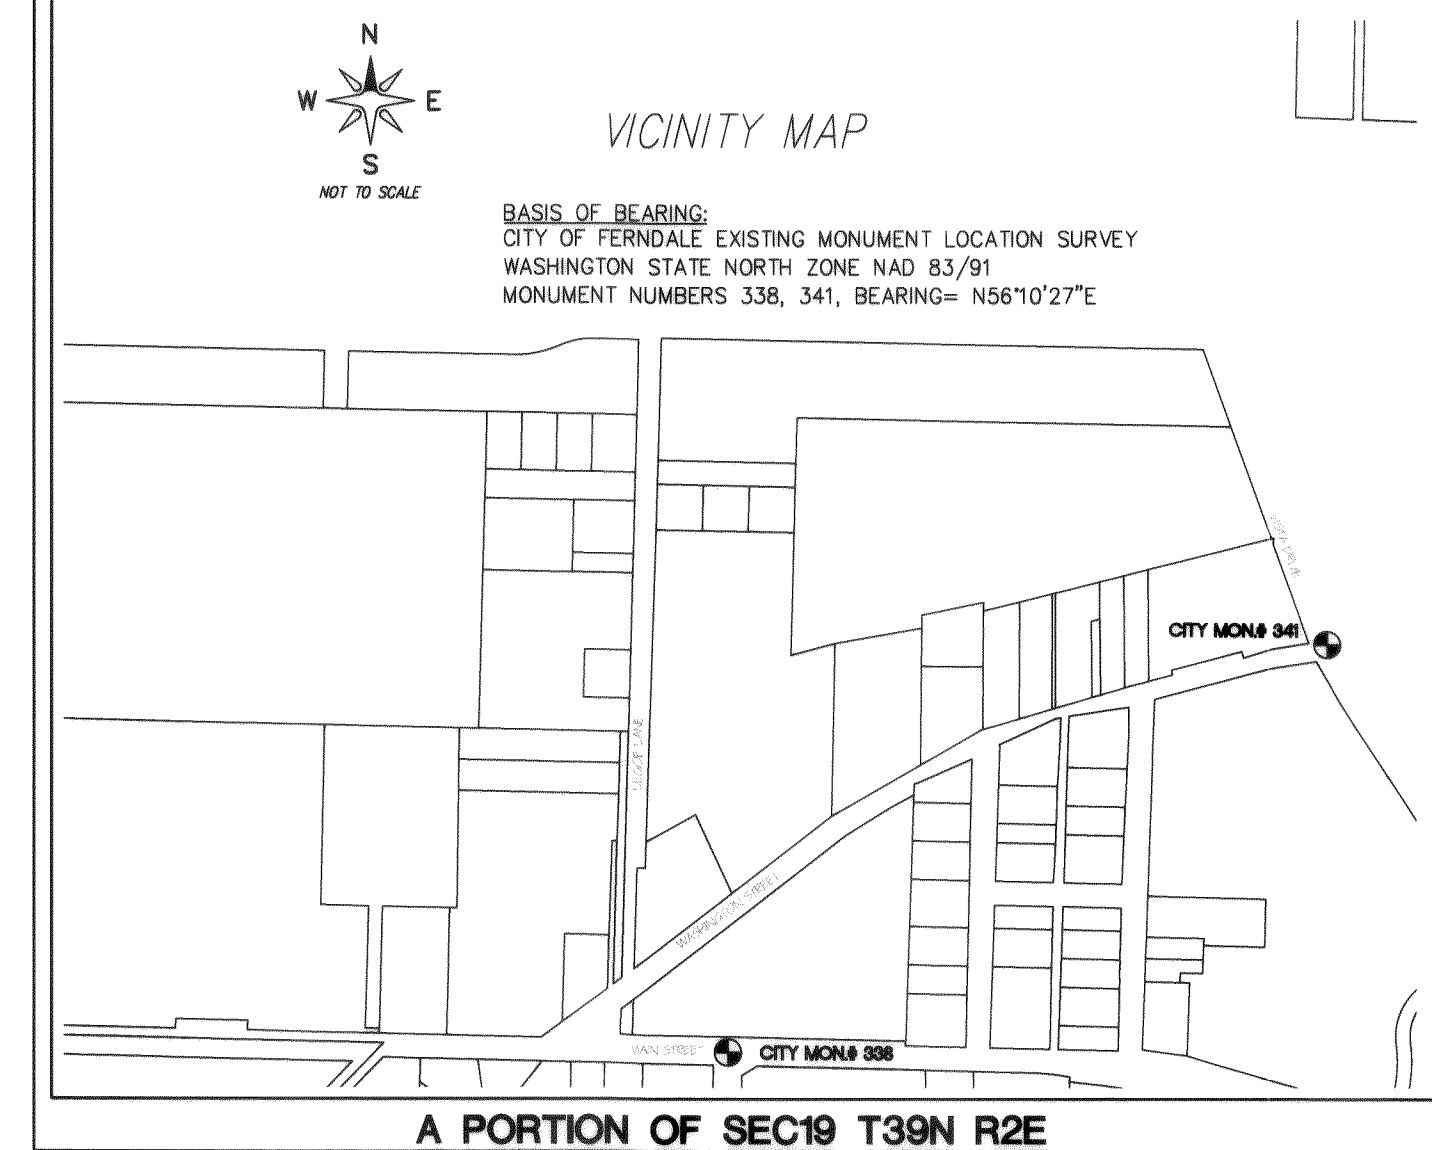 N
W E
S
NOT TO SCALE
VICINITY MAP
BASIS OF BEARING:
CITY OF FERNDALE EXISTING MONUMENT LOCATION SURVEY
WASHINGTON STATE NORTH ZONE NAD 83/91
MONUMENT NUMBERS 338, 341, BEARING= N56°10'27"E
DRIVE
CITY MON.# 341
LANE
WASHINGTON STREET
MAIN STREET
CITY MON.# 338
A PORTION OF SEC19 T39N R2E